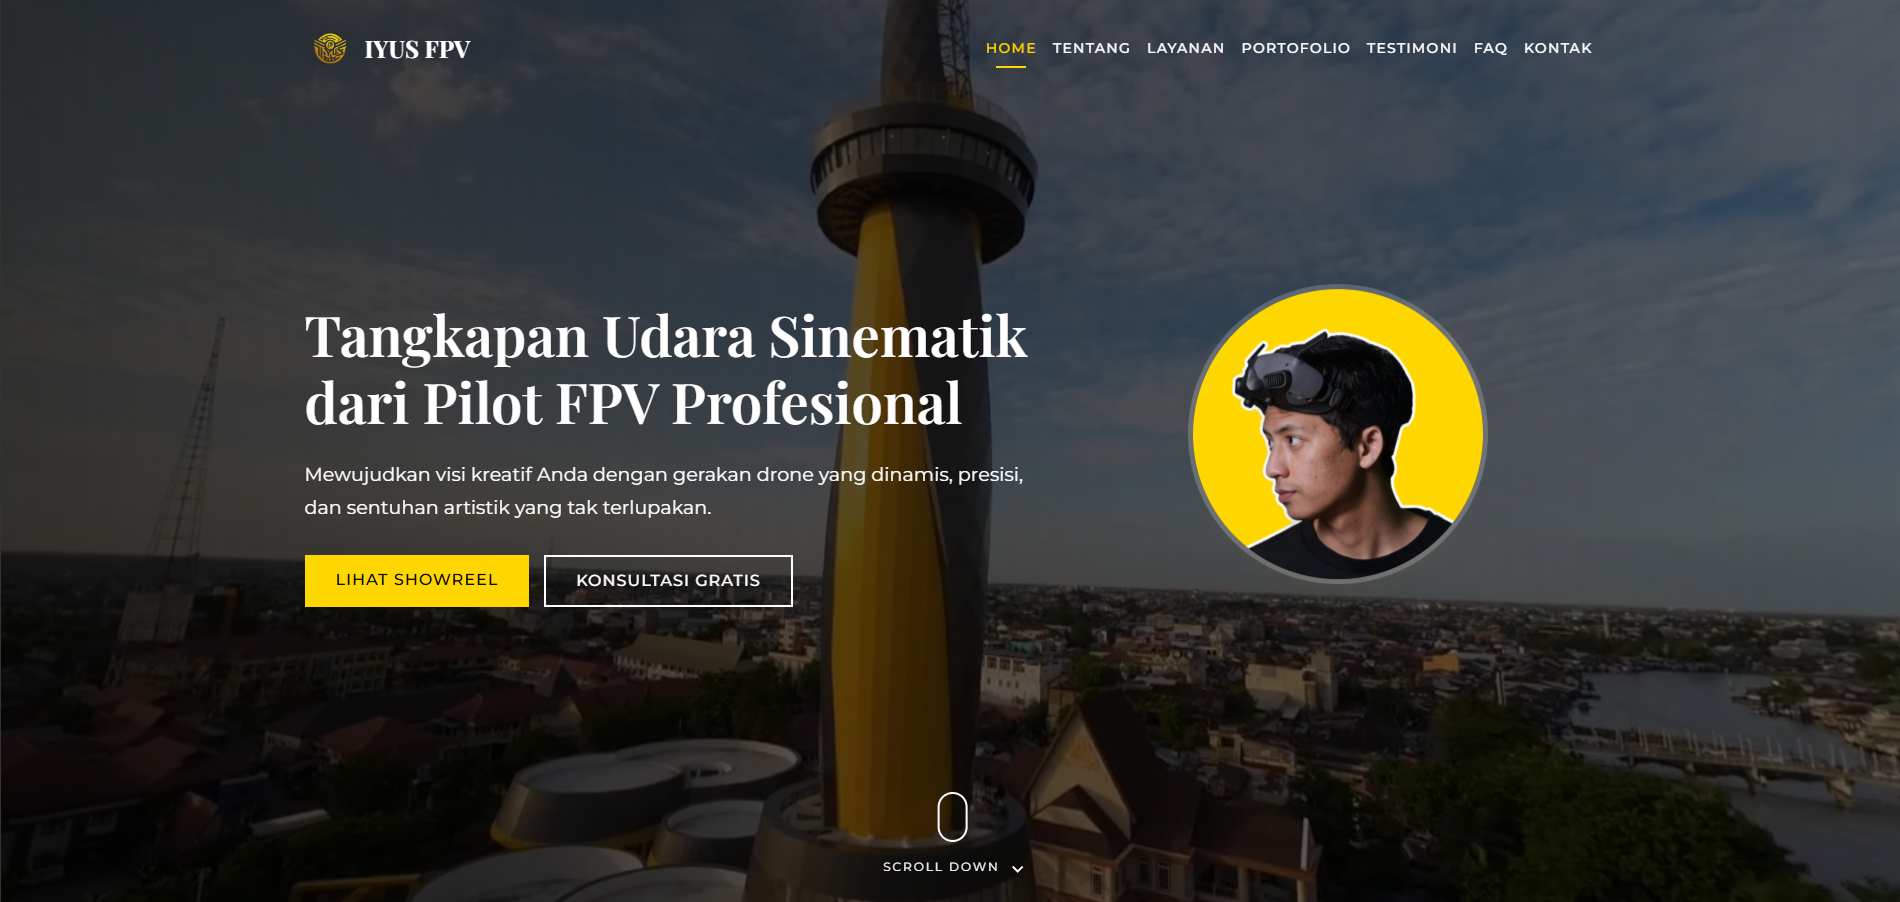 IYUS FPV
HOME TENTANG LAYANAN PORTOFOLIO TESTIMONI FAQ KONTAK
Tangkapan Udara Sinematik
dari Pilot FPV Profesional
Mewujudkan visi kreatif Anda dengan gerakan drone yang dinamis, presisi,
dan sentuhan artistik yang tak terlupakan.
LIHAT SHOWREEL
KONSULTASI GRATIS
SCROLL DOWN